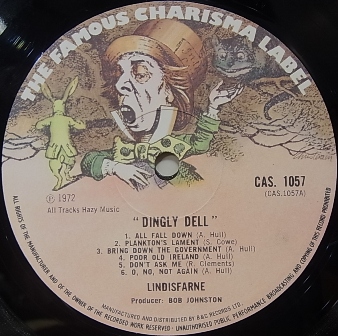 THE FAMOUS CHARISMA LABEL
℗ 1972
All Tracks Hazy Music
CAS. 1057
(CAS.1057A)
"DINGLY DELL"
1. ALL FALL DOWN (A. Hull)
2. PLANKTON'S LAMENT (S. Cowe)
3. BRING DOWN THE GOVERNMENT (A. Hull)
4. POOR OLD IRELAND (A. Hull)
5. DON'T ASK ME (R. Clements)
6. O, NO, NOT AGAIN (A. Hull)
LINDISFARNE
Producer: BOB JOHNSTON
MANUFACTURED AND DISTRIBUTED BY B&C RECORDS LTD.
ALL RIGHTS OF THE MANUFACTURER AND OF THE OWNER OF THE RECORDED WORK RESERVED. UNAUTHORISED PUBLIC PERFORMANCE BROADCASTING AND COPYING OF THIS RECORD PROHIBITED